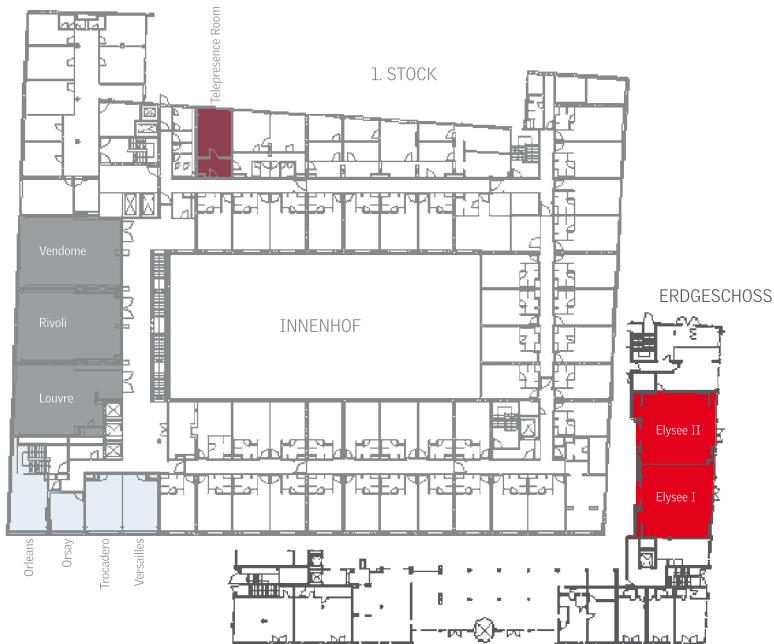 Telepresence Room
1. STOCK
Vendome
Rivoli
INNENHOF
Louvre
ERDGESCHOSS
Elysee II
Elysee I
Orleans
Orsay
Trocadero
Versailles